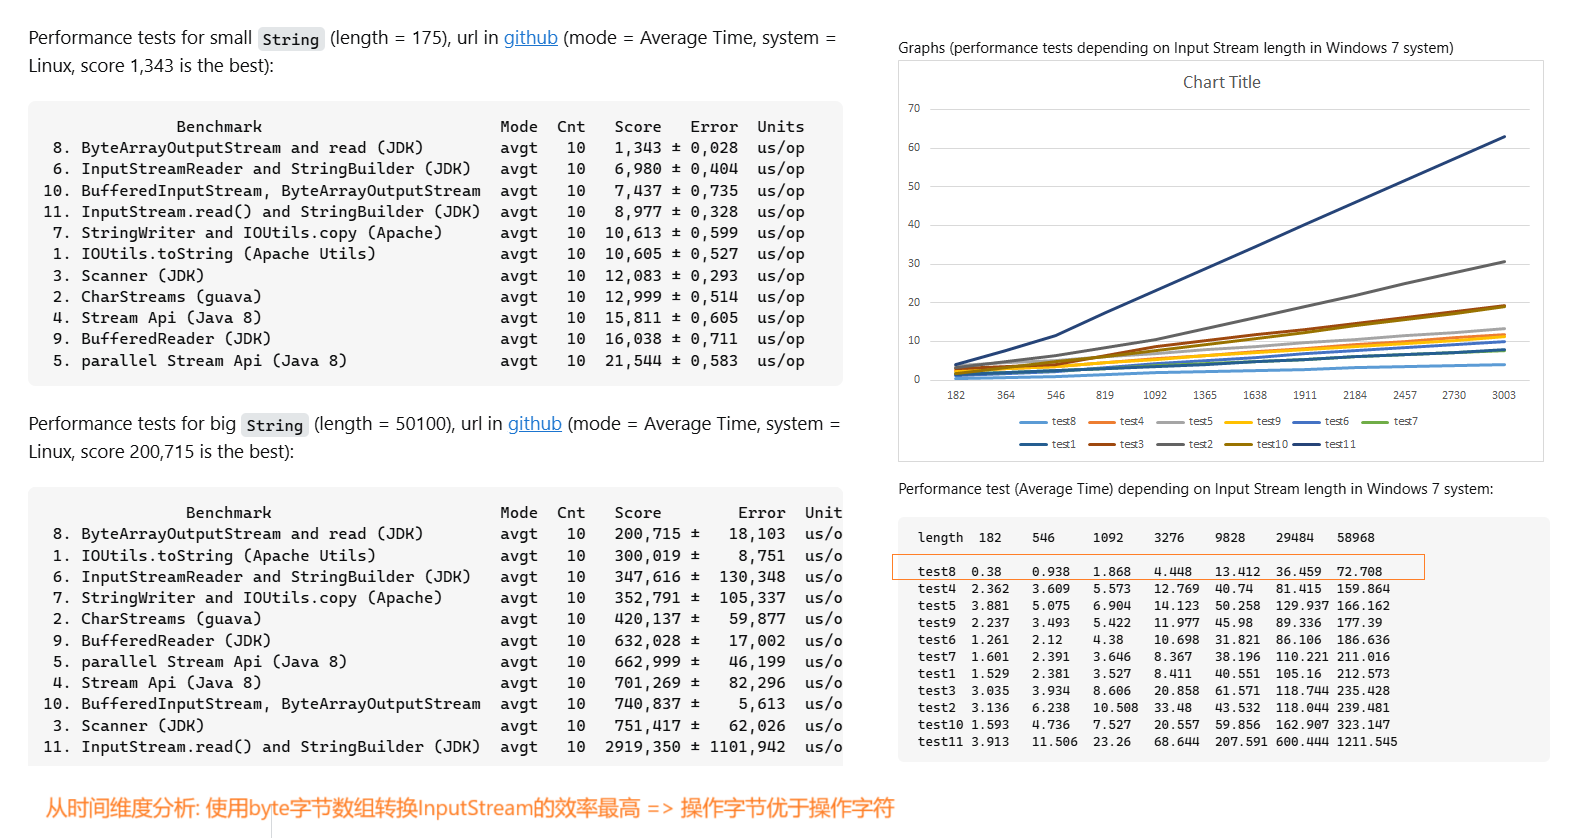 Performance tests for small String (length = 175), url in github (mode = Average Time, system =
Linux, score 1,343 is the best):
Benchmark Mode Cnt Score Error Units
8. ByteArrayOutputStream and read (JDK) avgt 10 1,343 ± 0,028 us/op
6. InputStreamReader and StringBuilder (JDK) avgt 10 6,980 ± 0,404 us/op
10. BufferedInputStream, ByteArrayOutputStream avgt 10 7,437 ± 0,735 us/op
11. InputStream.read() and StringBuilder (JDK) avgt 10 8,977 ± 0,328 us/op
7. StringWriter and IOUtils.copy (Apache) avgt 10 10,613 ± 0,599 us/op
1. IOUtils.toString (Apache Utils) avgt 10 10,605 ± 0,527 us/op
3. Scanner (JDK) avgt 10 12,083 ± 0,293 us/op
2. CharStreams (guava) avgt 10 12,999 ± 0,514 us/op
4. Stream Api (Java 8) avgt 10 15,811 ± 0,605 us/op
9. BufferedReader (JDK) avgt 10 16,038 ± 0,711 us/op
5. parallel Stream Api (Java 8) avgt 10 21,544 ± 0,583 us/op
Performance tests for big String (length = 50100), url in github (mode = Average Time, system =
Linux, score 200,715 is the best):
Benchmark Mode Cnt Score Error Unit
8. ByteArrayOutputStream and read (JDK) avgt 10 200,715 ± 18,103 us/o
1. IOUtils.toString (Apache Utils) avgt 10 300,019 ± 8,751 us/o
6. InputStreamReader and StringBuilder (JDK) avgt 10 347,616 ± 130,348 us/o
7. StringWriter and IOUtils.copy (Apache) avgt 10 352,791 ± 105,337 us/o
2. CharStreams (guava) avgt 10 420,137 ± 59,877 us/o
9. BufferedReader (JDK) avgt 10 632,028 ± 17,002 us/o
5. parallel Stream Api (Java 8) avgt 10 662,999 ± 46,199 us/o
4. Stream Api (Java 8) avgt 10 701,269 ± 82,296 us/o
10. BufferedInputStream, ByteArrayOutputStream avgt 10 740,837 ± 5,613 us/o
3. Scanner (JDK) avgt 10 751,417 ± 62,026 us/o
11. InputStream.read() and StringBuilder (JDK) avgt 10 2919,350 ± 1101,942 us/o
Graphs (performance tests depending on Input Stream length in Windows 7 system)
Chart Title
70
60
50
40
30
20
10
0
182 364 546 819 1092 1365 1638 1911 2184 2457 2730 3003
test8 test4 test5 test9 test6 test7
test1 test3 test2 test10 test11
Performance test (Average Time) depending on Input Stream length in Windows 7 system:
length 182 546 1092 3276 9828 29484 58968
test8 0.38 0.938 1.868 4.448 13.412 36.459 72.708
test4 2.362 3.609 5.573 12.769 40.74 81.415 159.864
test5 3.881 5.075 6.904 14.123 50.258 129.937 166.162
test9 2.237 3.493 5.422 11.977 45.98 89.336 177.39
test6 1.261 2.12 4.38 10.698 31.821 86.106 186.636
test7 1.601 2.391 3.646 8.367 38.196 110.221 211.016
test1 1.529 2.381 3.527 8.411 40.551 105.16 212.573
test3 3.035 3.934 8.606 20.858 61.571 118.744 235.428
test2 3.136 6.238 10.508 33.48 43.532 118.044 239.481
test10 1.593 4.736 7.527 20.557 59.856 162.907 323.147
test11 3.913 11.506 23.26 68.644 207.591 600.444 1211.545
从时间维度分析: 使用byte字节数组转换InputStream的效率最高 => 操作字节优于操作字符